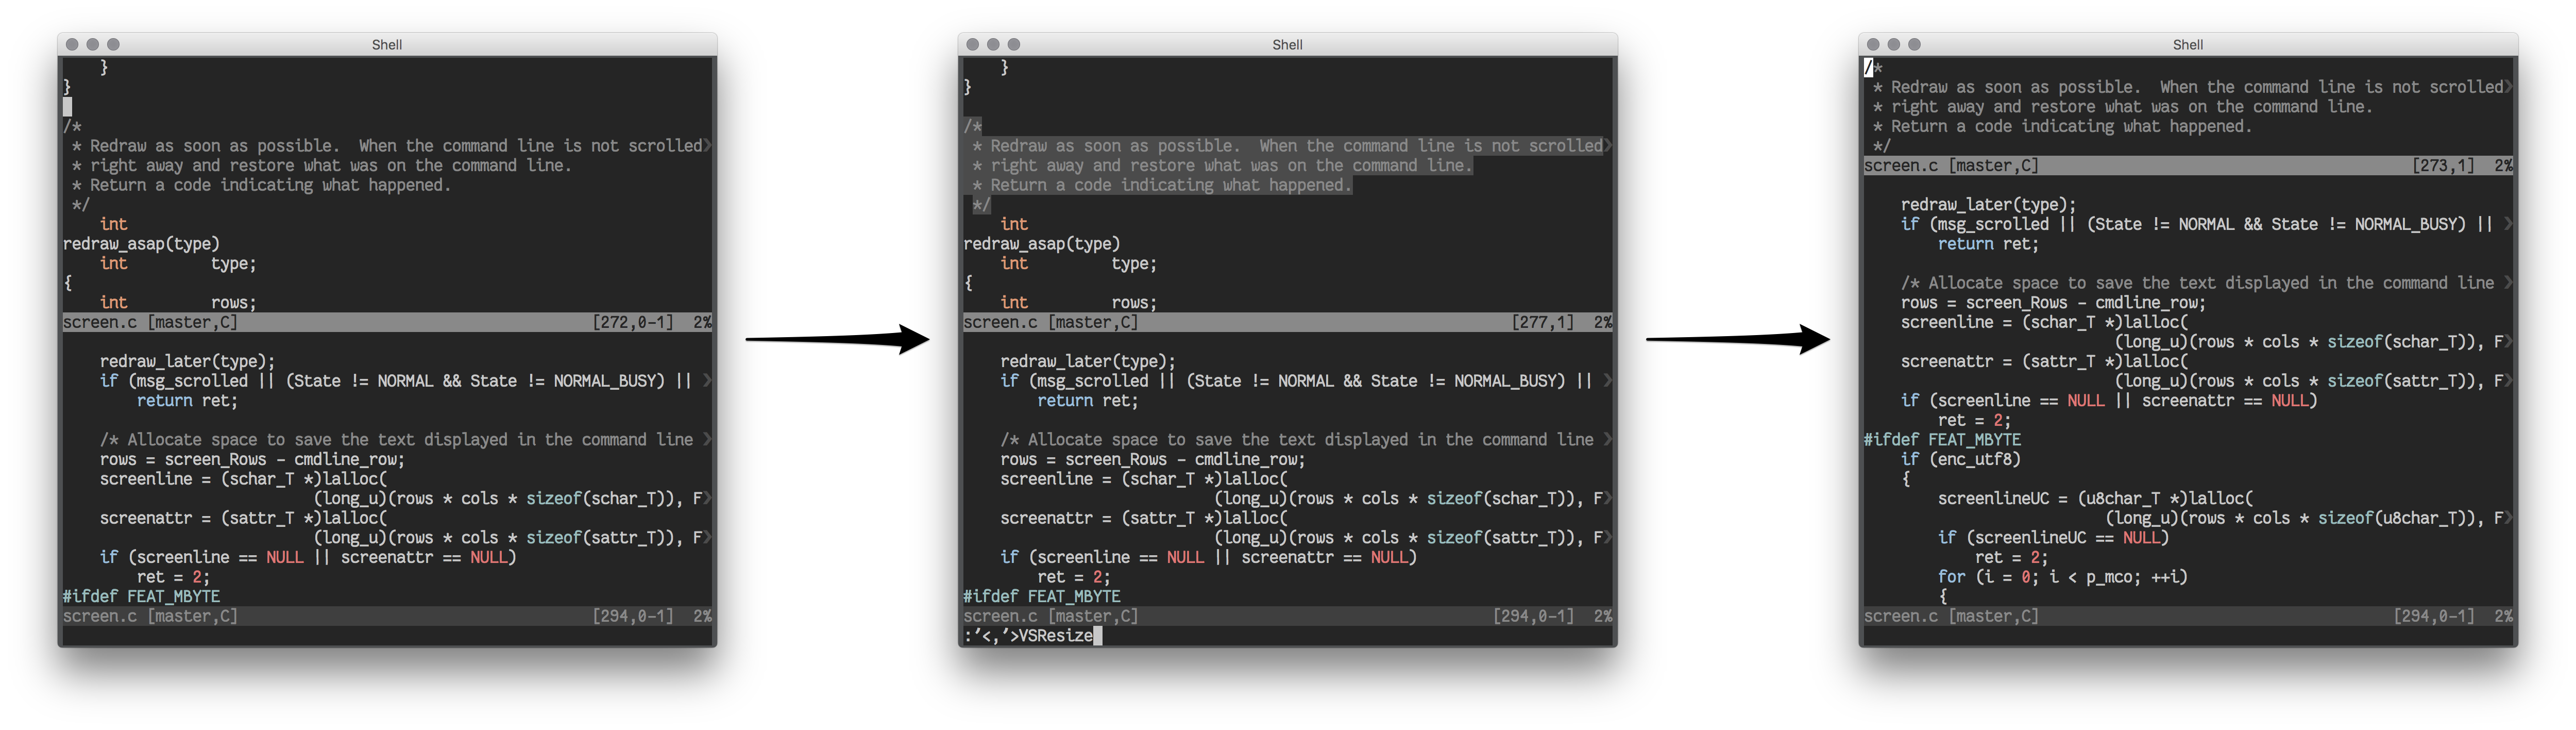 Shell
    }
}
/*
 * Redraw as soon as possible.  When the command line is not scrolled
 * right away and restore what was on the command line.
 * Return a code indicating what happened.
 */
    int
redraw_asap(type)
    int         type;
{
    int         rows;
screen.c [master,C] [272,0-1]  2%
    redraw_later(type);
    if (msg_scrolled || (State != NORMAL && State != NORMAL_BUSY) ||
        return ret;
    /* Allocate space to save the text displayed in the command line
    rows = screen_Rows - cmdline_row;
    screenline = (schar_T *)lalloc(
                           (long_u)(rows * cols * sizeof(schar_T)), F
    screenattr = (sattr_T *)lalloc(
                           (long_u)(rows * cols * sizeof(sattr_T)), F
    if (screenline == NULL || screenattr == NULL)
        ret = 2;
#ifdef FEAT_MBYTE
screen.c [master,C] [294,0-1]  2%
Shell
    }
}
/*
 * Redraw as soon as possible.  When the command line is not scrolled
 * right away and restore what was on the command line.
 * Return a code indicating what happened.
 */
    int
redraw_asap(type)
    int         type;
{
    int         rows;
screen.c [master,C] [277,1]  2%
    redraw_later(type);
    if (msg_scrolled || (State != NORMAL && State != NORMAL_BUSY) ||
        return ret;
    /* Allocate space to save the text displayed in the command line
    rows = screen_Rows - cmdline_row;
    screenline = (schar_T *)lalloc(
                           (long_u)(rows * cols * sizeof(schar_T)), F
    screenattr = (sattr_T *)lalloc(
                           (long_u)(rows * cols * sizeof(sattr_T)), F
    if (screenline == NULL || screenattr == NULL)
        ret = 2;
#ifdef FEAT_MBYTE
screen.c [master,C] [294,0-1]  2%
:'<,'>VSResize
Shell
/*
 * Redraw as soon as possible.  When the command line is not scrolled
 * right away and restore what was on the command line.
 * Return a code indicating what happened.
 */
screen.c [master,C] [273,1]  2%
    redraw_later(type);
    if (msg_scrolled || (State != NORMAL && State != NORMAL_BUSY) ||
        return ret;
    /* Allocate space to save the text displayed in the command line
    rows = screen_Rows - cmdline_row;
    screenline = (schar_T *)lalloc(
                           (long_u)(rows * cols * sizeof(schar_T)), F
    screenattr = (sattr_T *)lalloc(
                           (long_u)(rows * cols * sizeof(sattr_T)), F
    if (screenline == NULL || screenattr == NULL)
        ret = 2;
#ifdef FEAT_MBYTE
    if (enc_utf8)
    {
        screenlineUC = (u8char_T *)lalloc(
                          (long_u)(rows * cols * sizeof(u8char_T)), F
        if (screenlineUC == NULL)
            ret = 2;
        for (i = 0; i < p_mco; ++i)
        {
screen.c [master,C] [294,0-1]  2%